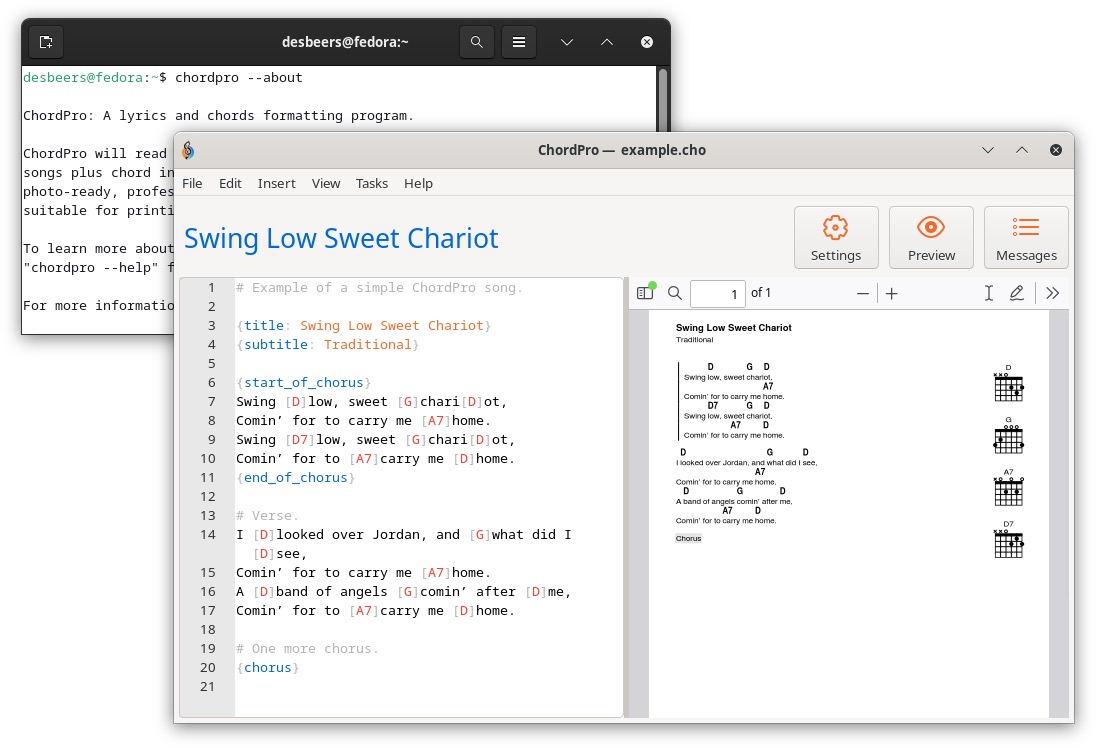 desbeers@fedora:~
desbeers@fedora:~$ chordpro --about
ChordPro: A lyrics and chords formatting program.
ChordPro will read
songs plus chord in
photo-ready, profes
suitable for printi
To learn more about
"chordpro --help" f
For more informatio
ChordPro — example.cho
File Edit Insert View Tasks Help
Swing Low Sweet Chariot
Settings Preview Messages
1 # Example of a simple ChordPro song.
2
3 {title: Swing Low Sweet Chariot}
4 {subtitle: Traditional}
5
6 {start_of_chorus}
7 Swing [D]low, sweet [G]chari[D]ot,
8 Comin’ for to carry me [A7]home.
9 Swing [D7]low, sweet [G]chari[D]ot,
10 Comin’ for to [A7]carry me [D]home.
11 {end_of_chorus}
12
13 # Verse.
14 I [D]looked over Jordan, and [G]what did I
[D]see,
15 Comin’ for to carry me [A7]home.
16 A [D]band of angels [G]comin’ after [D]me,
17 Comin’ for to [A7]carry me [D]home.
18
19 # One more chorus.
20 {chorus}
21
1 of 1
Swing Low Sweet Chariot
Traditional
D G D
Swing low, sweet chariot,
A7
Comin’ for to carry me home.
D7 G D
Swing low, sweet chariot,
A7 D
Comin’ for to carry me home.
D G D
I looked over Jordan, and what did I see,
A7
Comin’ for to carry me home.
D G D
A band of angels comin’ after me,
A7 D
Comin’ for to carry me home.
Chorus
D
G
A7
D7